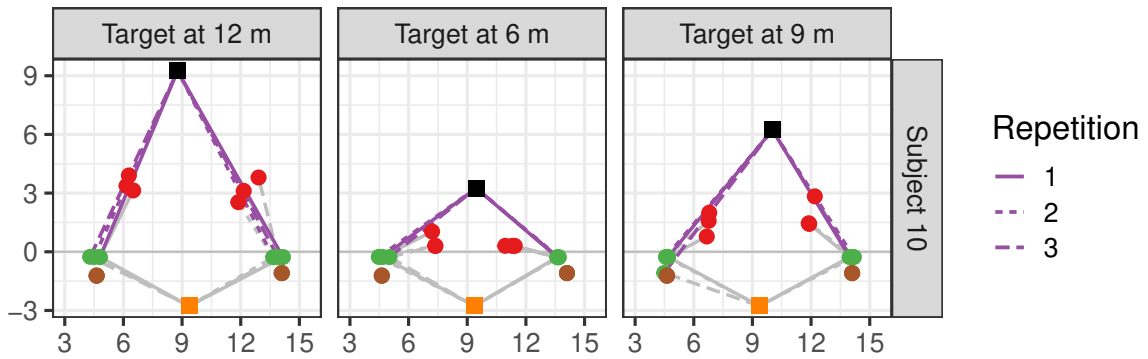 Target at 12 m Target at 6 m Target at 9 m
9
6
3
0
−3
3 6 9 12 15 3 6 9 12 15 3 6 9 12 15
Subject 10
Repetition
1
2
3